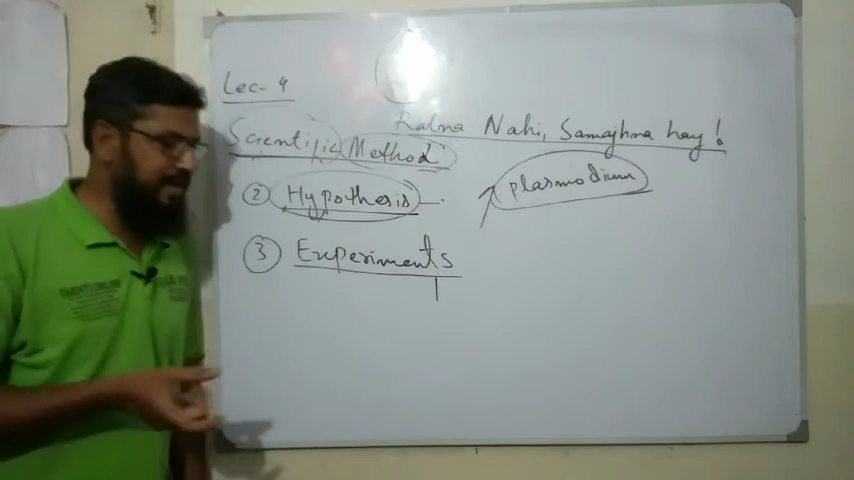 Lec- 4
Ratna Nahi, Samajhna hay!
Scientific Method
② Hypothesis
plasmodium
③ Experiments